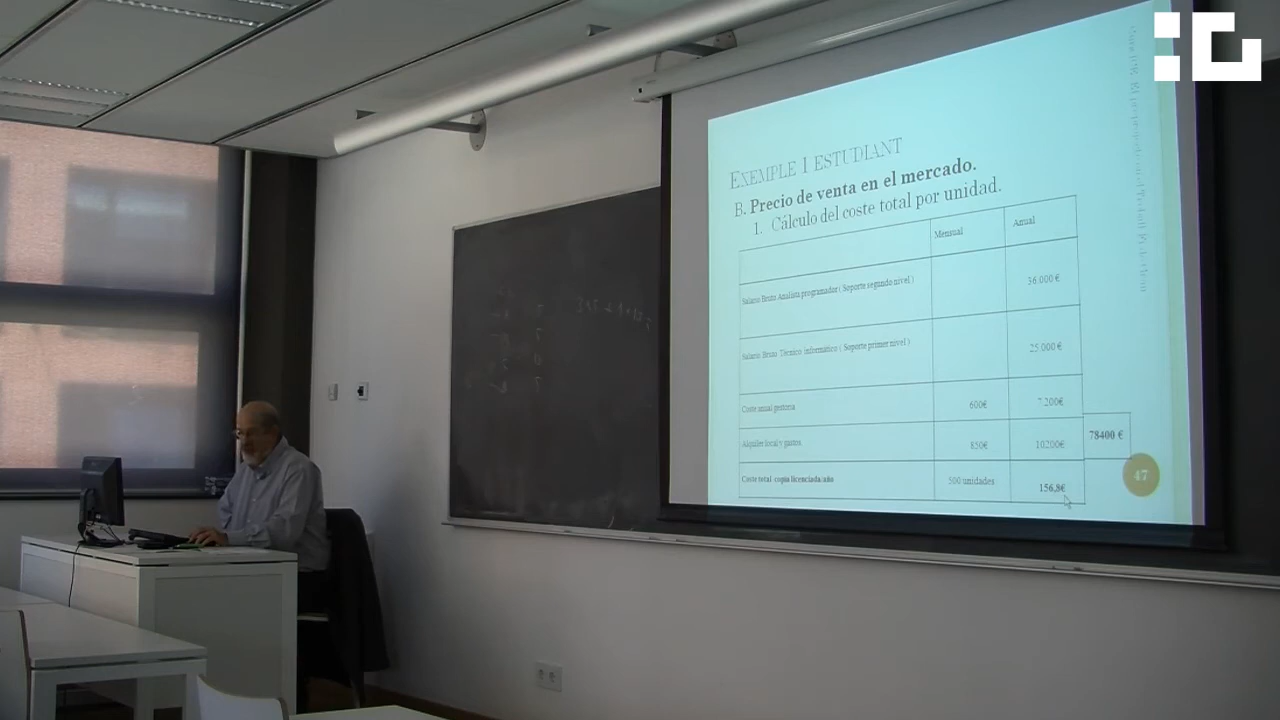 EXEMPLE 1 ESTUDIANT
B. Precio de venta en el mercado.
1. Cálculo del coste total por unidad.
Mensual Anual
Salario Bruto Analista programador ( Soporte segundo nivel ) 36.000 €
Salario Bruto Técnico informático ( Soporte primer nivel ) 25.000 €
Coste anual gestoria 600€ 7.200€
Alquiler local y gastos 850€ 10200€ 78400 €
Coste total copia licenciada/año 500 unidades 156,8€
47